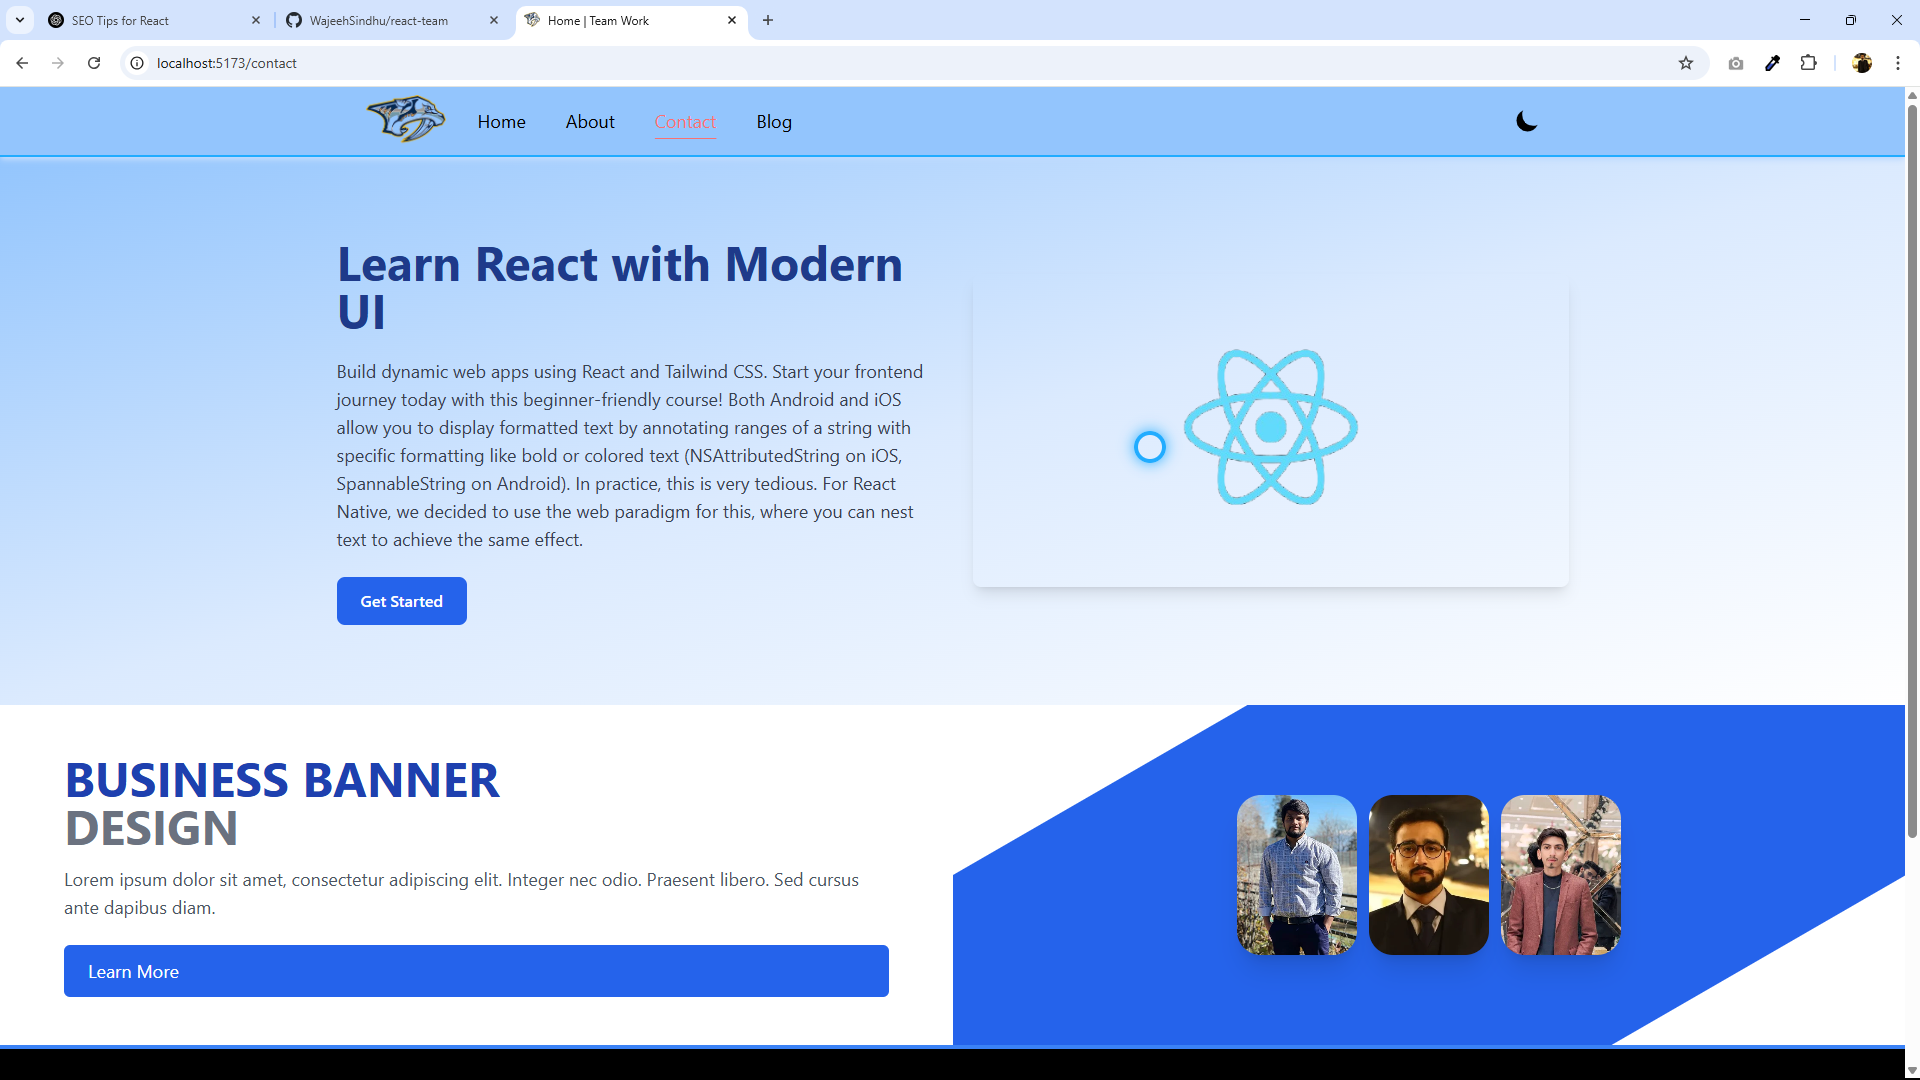 SEO Tips for React
WajeehSindhu/react-team
Home | Team Work
localhost:5173/contact
Home
About
Contact
Blog
Learn React with Modern
UI
Build dynamic web apps using React and Tailwind CSS. Start your frontend
journey today with this beginner-friendly course! Both Android and iOS
allow you to display formatted text by annotating ranges of a string with
specific formatting like bold or colored text (NSAttributedString on iOS,
SpannableString on Android). In practice, this is very tedious. For React
Native, we decided to use the web paradigm for this, where you can nest
text to achieve the same effect.
Get Started
BUSINESS BANNER
DESIGN
Lorem ipsum dolor sit amet, consectetur adipiscing elit. Integer nec odio. Praesent libero. Sed cursus
ante dapibus diam.
Learn More